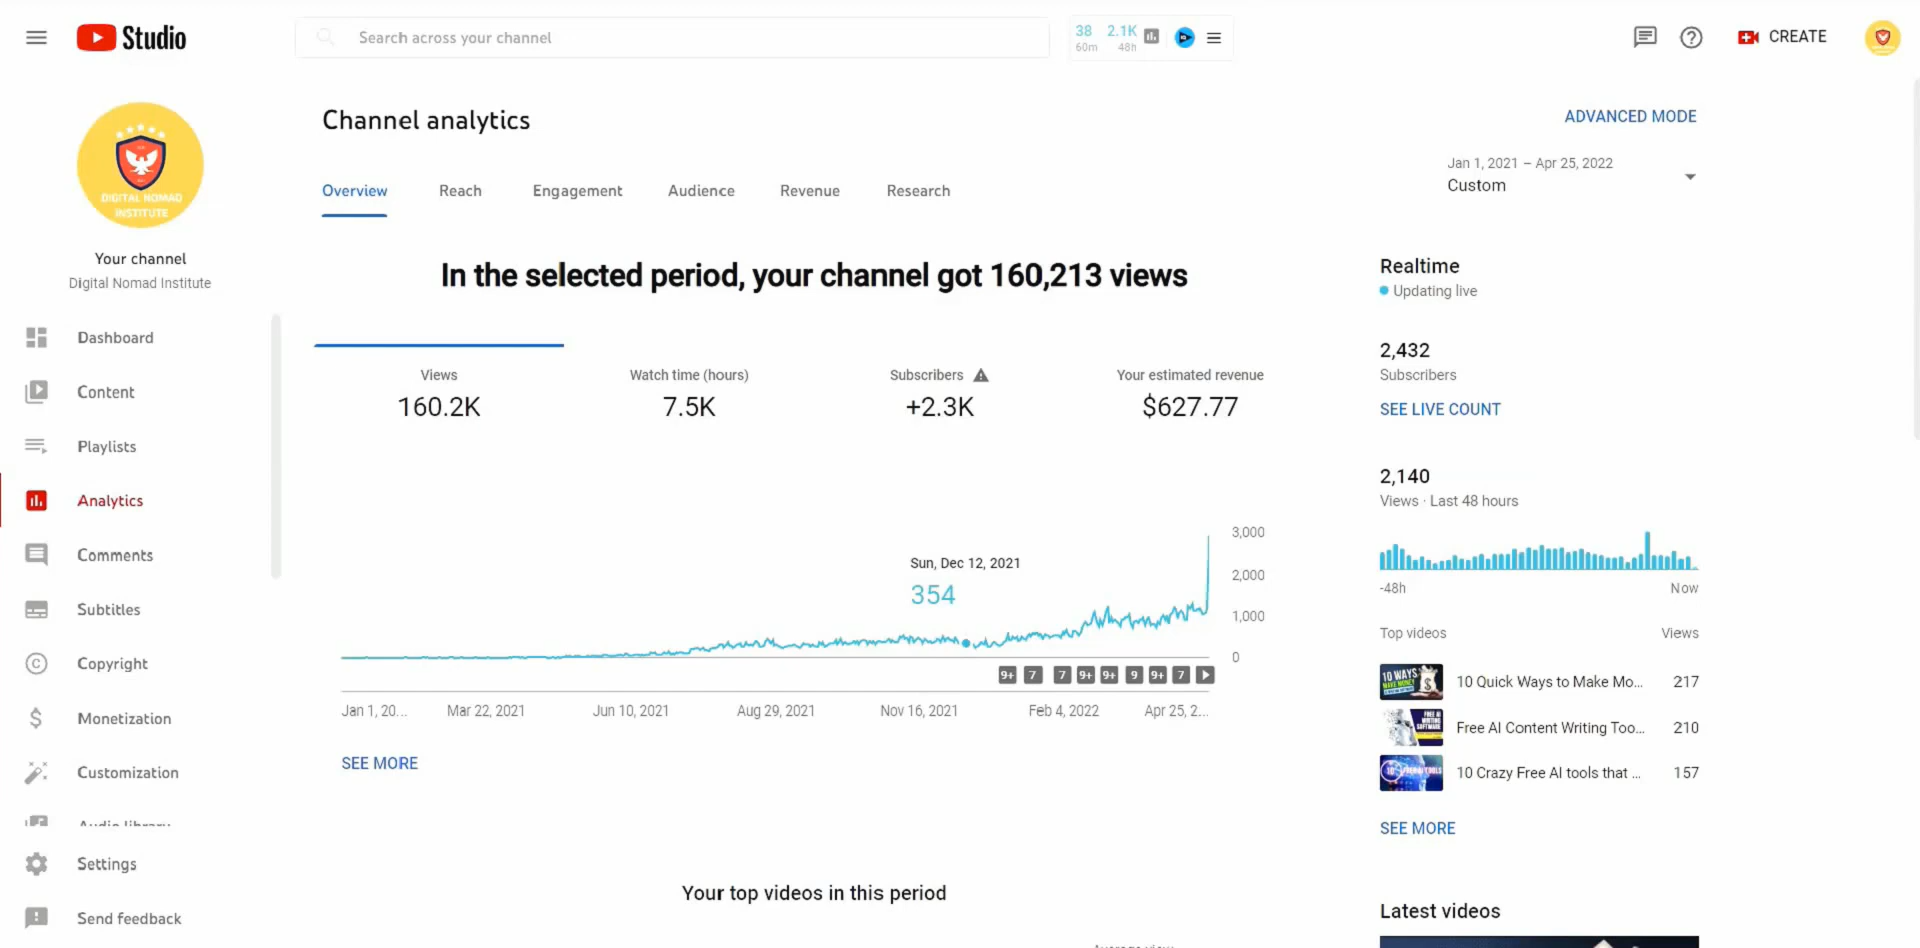 Studio
Search across your channel
38 2.1K
60m 48h
CREATE
DIGITAL NOMAD
INSTITUTE
Your channel
Digital Nomad Institute
Dashboard
Content
Playlists
Analytics
Comments
Subtitles
Copyright
Monetization
Customization
Audio library
Settings
Send feedback
Channel analytics
ADVANCED MODE
Jan 1, 2021 – Apr 25, 2022
Custom
Overview Reach Engagement Audience Revenue Research
In the selected period, your channel got 160,213 views
Views Watch time (hours) Subscribers Your estimated revenue
160.2K 7.5K +2.3K $627.77
Sun, Dec 12, 2021
354
3,000
2,000
1,000
0
9+ 7 7 9+ 9+ 9 9+ 7
Jan 1, 20... Mar 22, 2021 Jun 10, 2021 Aug 29, 2021 Nov 16, 2021 Feb 4, 2022 Apr 25, 2...
SEE MORE
Your top videos in this period
Realtime
Updating live
2,432
Subscribers
SEE LIVE COUNT
2,140
Views · Last 48 hours
-48h Now
Top videos Views
10 WAYS
MAKE MONEY
10 Quick Ways to Make Mo... 217
Free AI Content Writing Too... 210
10 Crazy Free AI tools that ... 157
SEE MORE
Latest videos